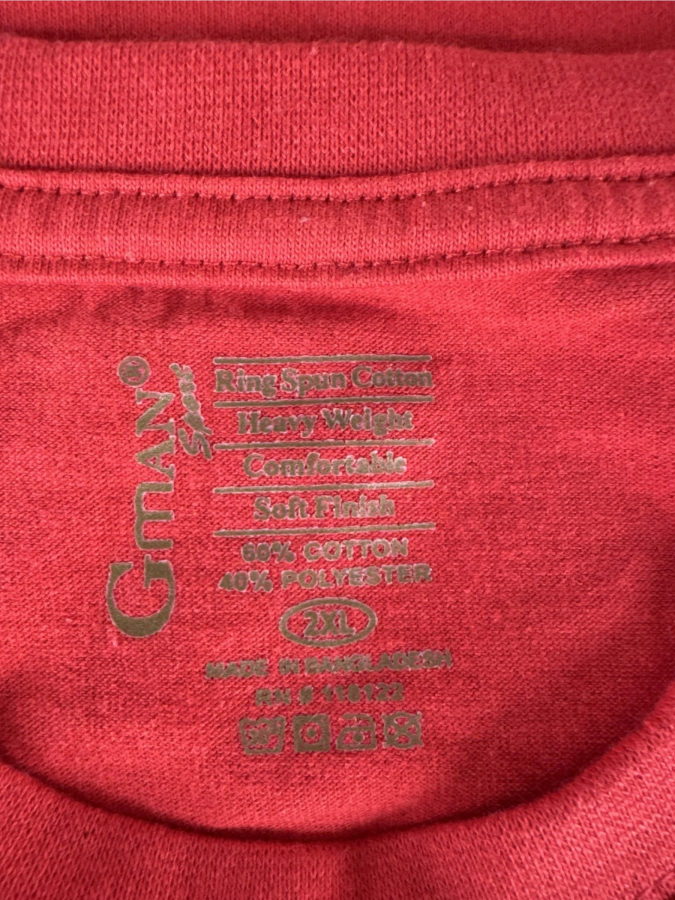 GMAN®
Sport
Ring Spun Cotton
Heavy Weight
Comfortable
Soft Finish
60% COTTON
40% POLYESTER
2XL
MADE IN BANGLADESH
RN # 118122